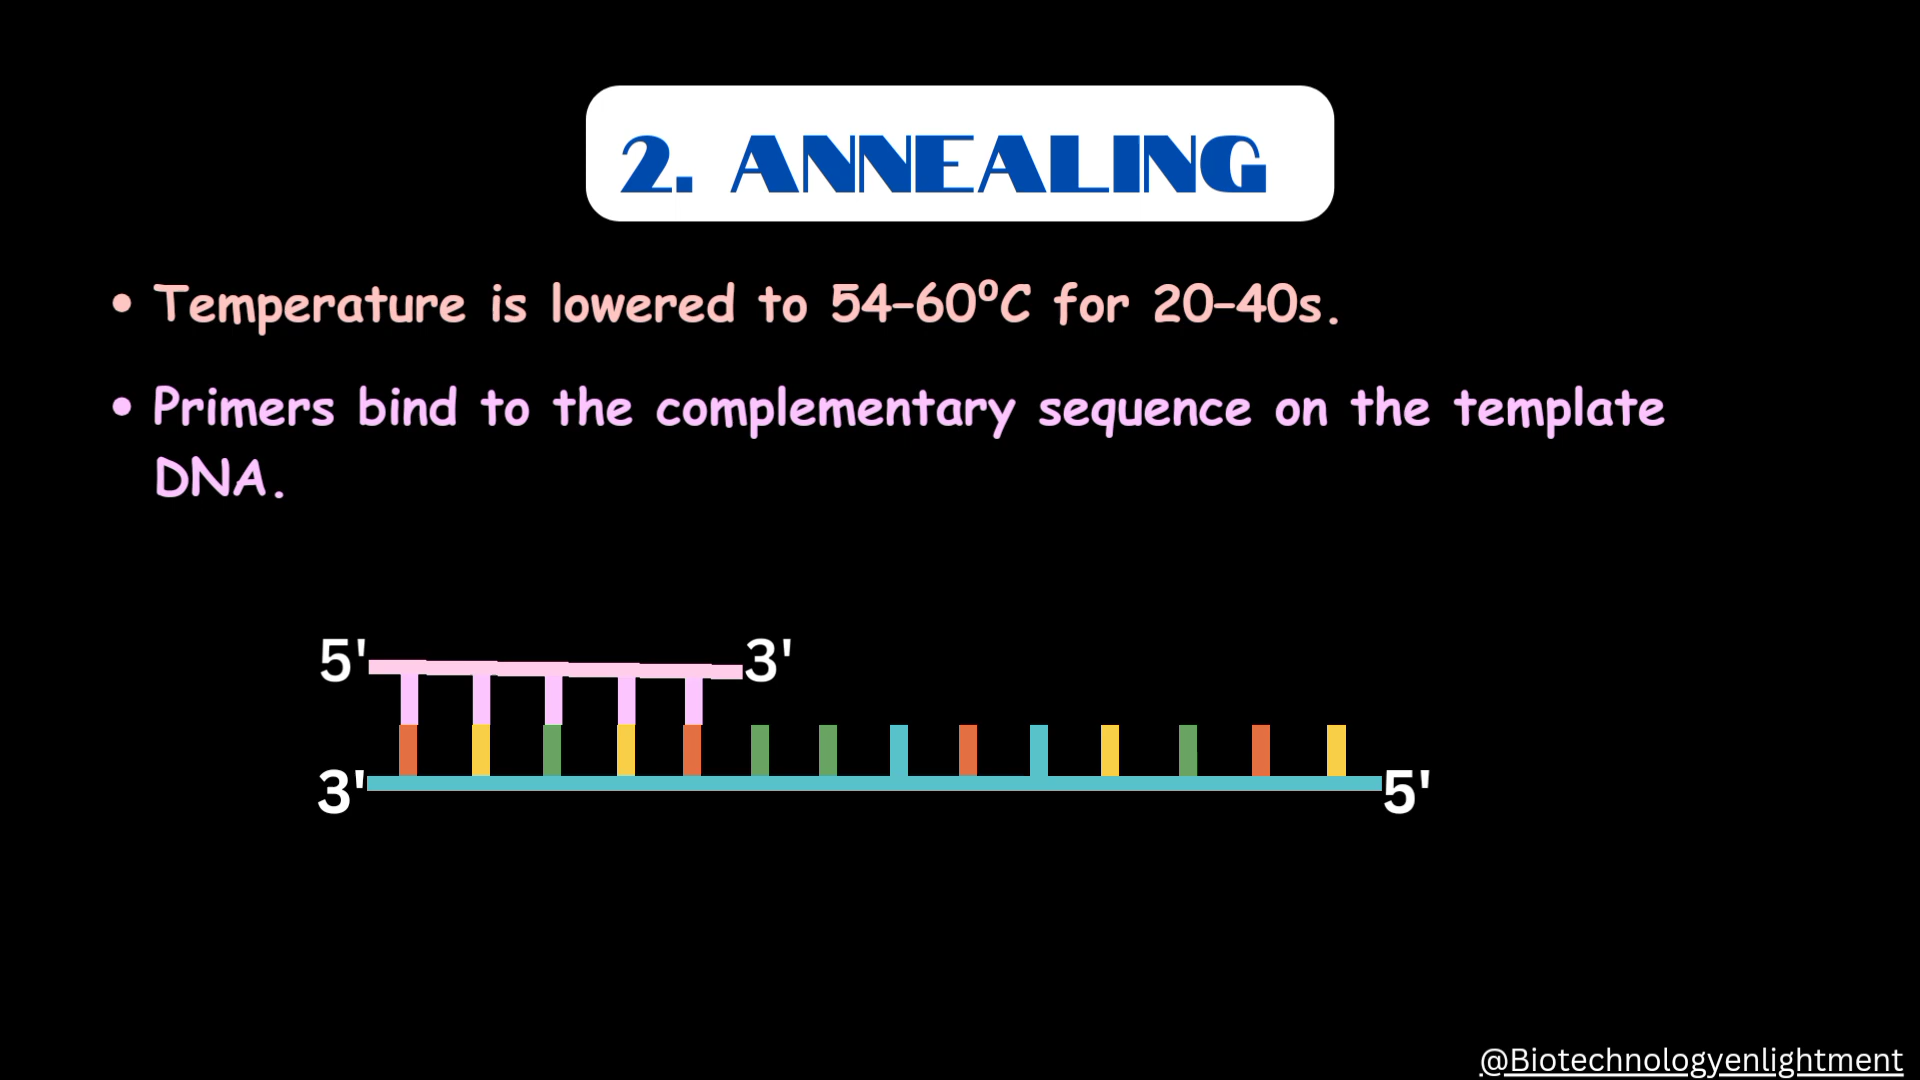 2. ANNEALING
• Temperature is lowered to 54–60ºC for 20–40s.
• Primers bind to the complementary sequence on the template
DNA.
5' 3'
3' 5'
@Biotechnologyenlightment